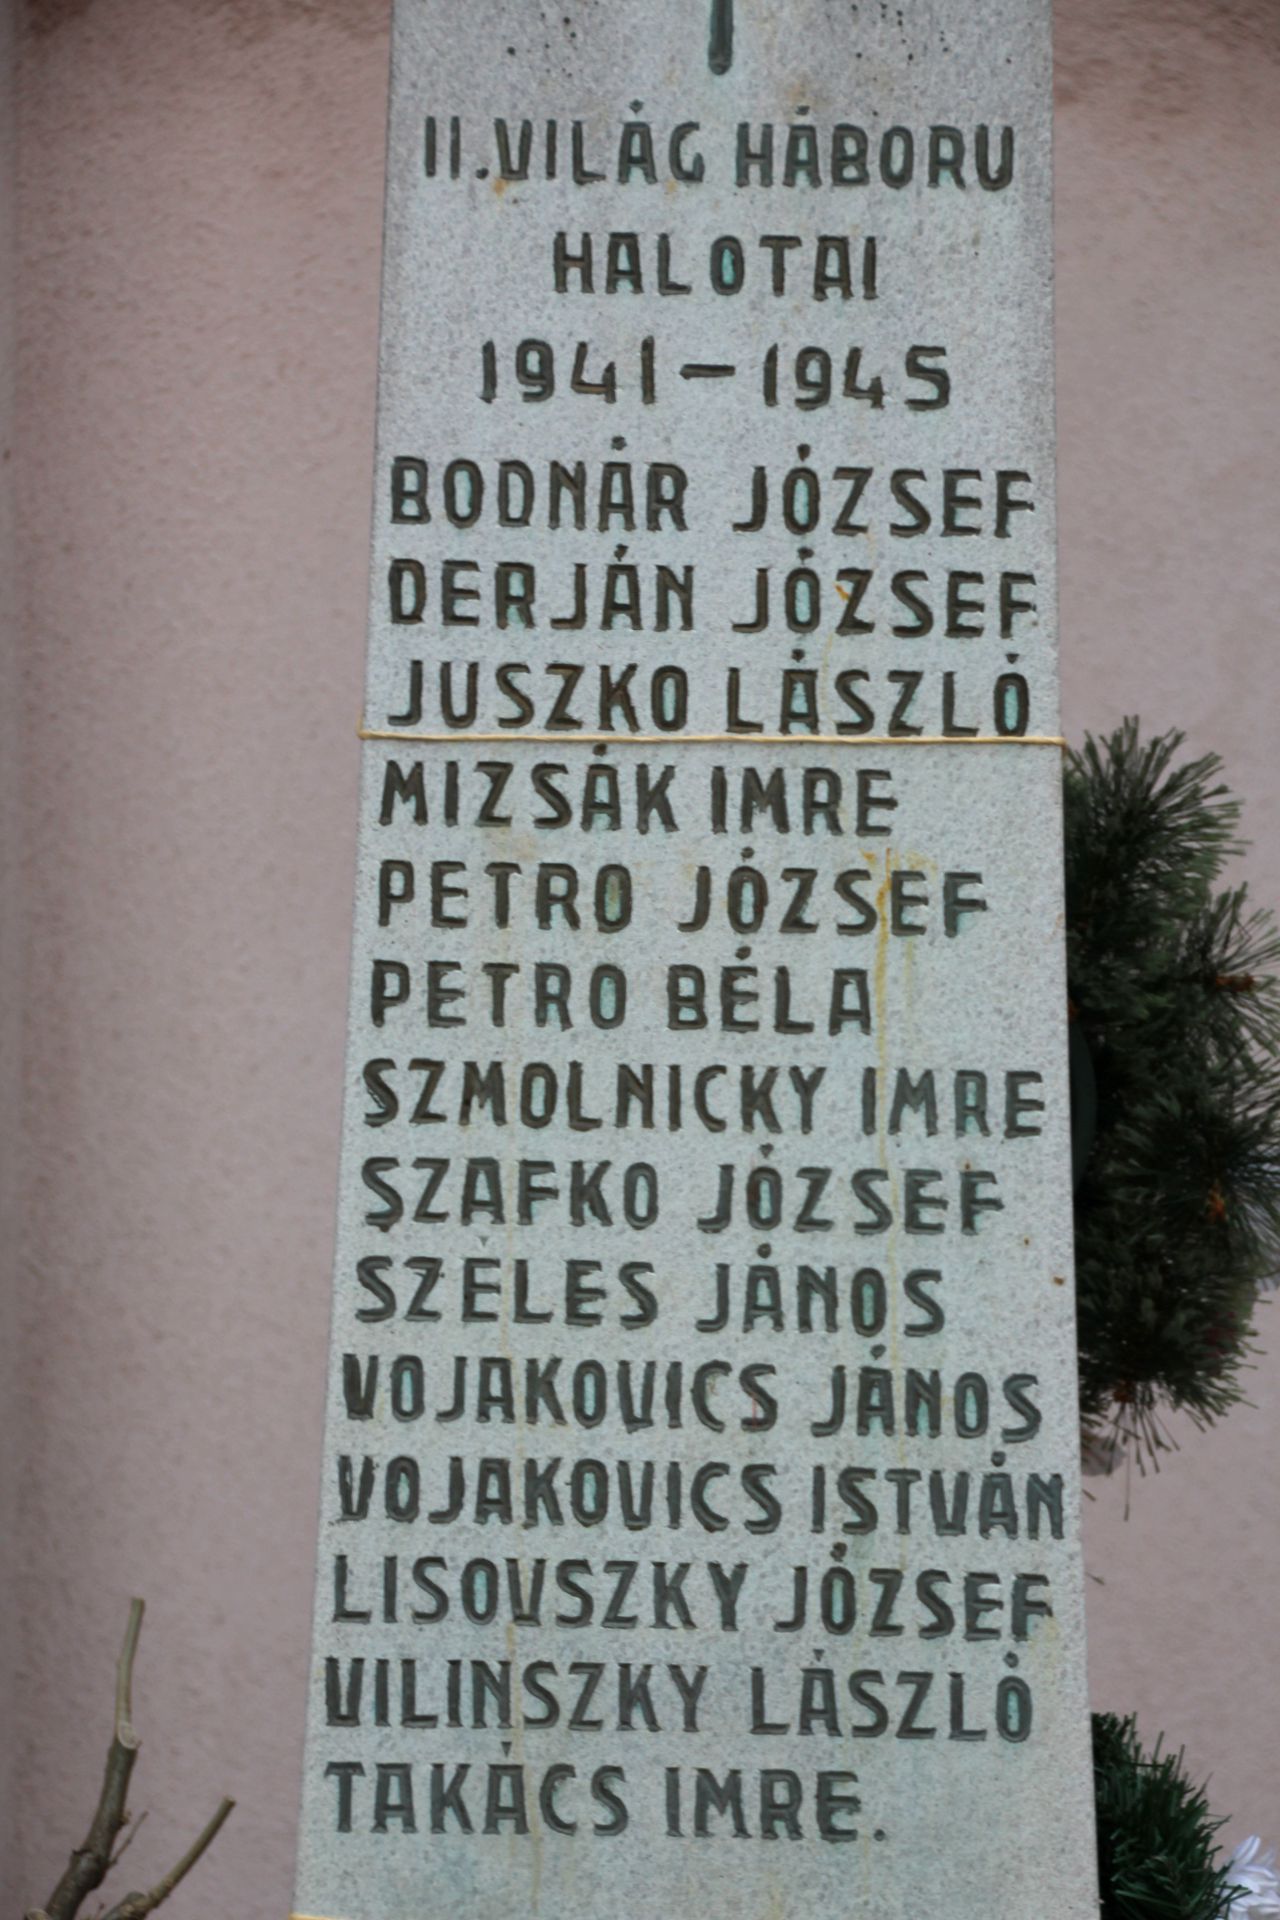 II. VILÁG HÁBORU
HALOTAI
1941-1945
BODNÁR JÓZSEF
DERJÁN JÓZSEF
JUSZKO LÁSZLÓ
MIZSÁK IMRE
PETRO JÓZSEF
PETRO BÉLA
SZMOLNICKY IMRE
SZAFKO JÓZSEF
SZÉLES JÁNOS
VOJAKOVICS JÁNOS
VOJAKOVICS ISTVÁN
LISOVSZKY JÓZSEF
VILINSZKY LÁSZLÓ
TAKÁCS IMRE.